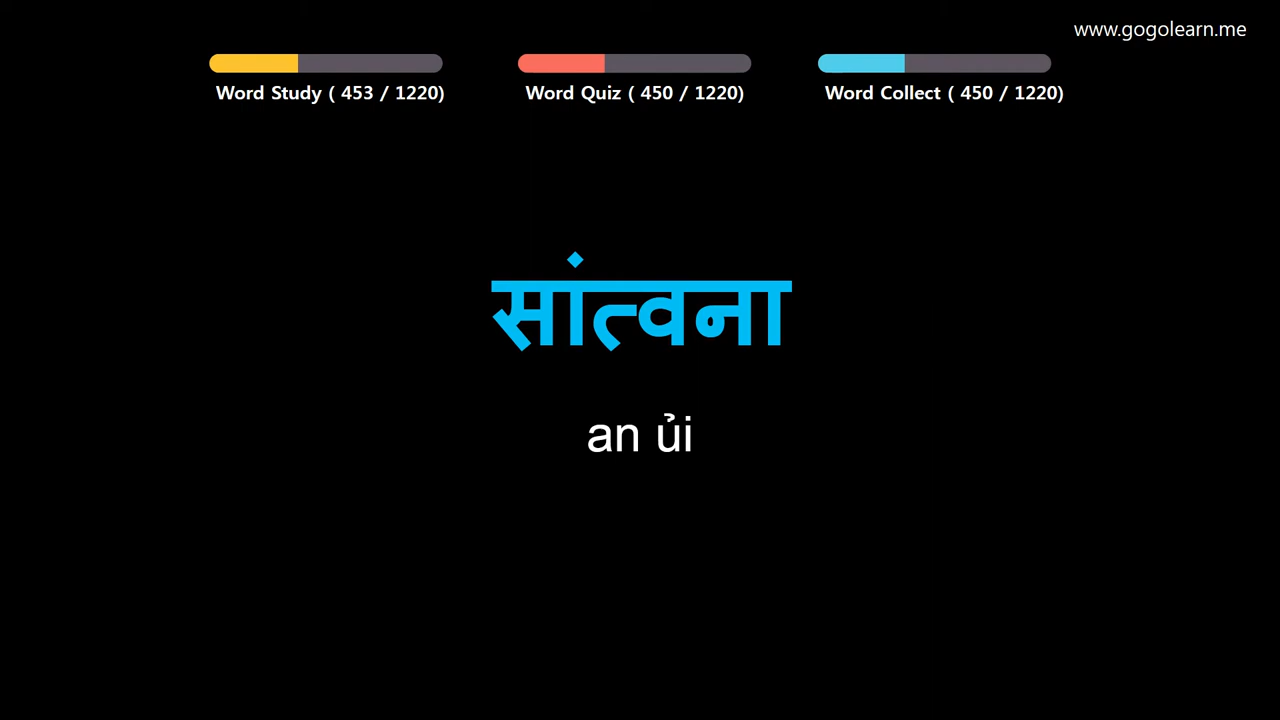 www.gogolearn.me
Word Study ( 453 / 1220)
Word Quiz ( 450 / 1220)
Word Collect ( 450 / 1220)
सांत्वना
an ủi